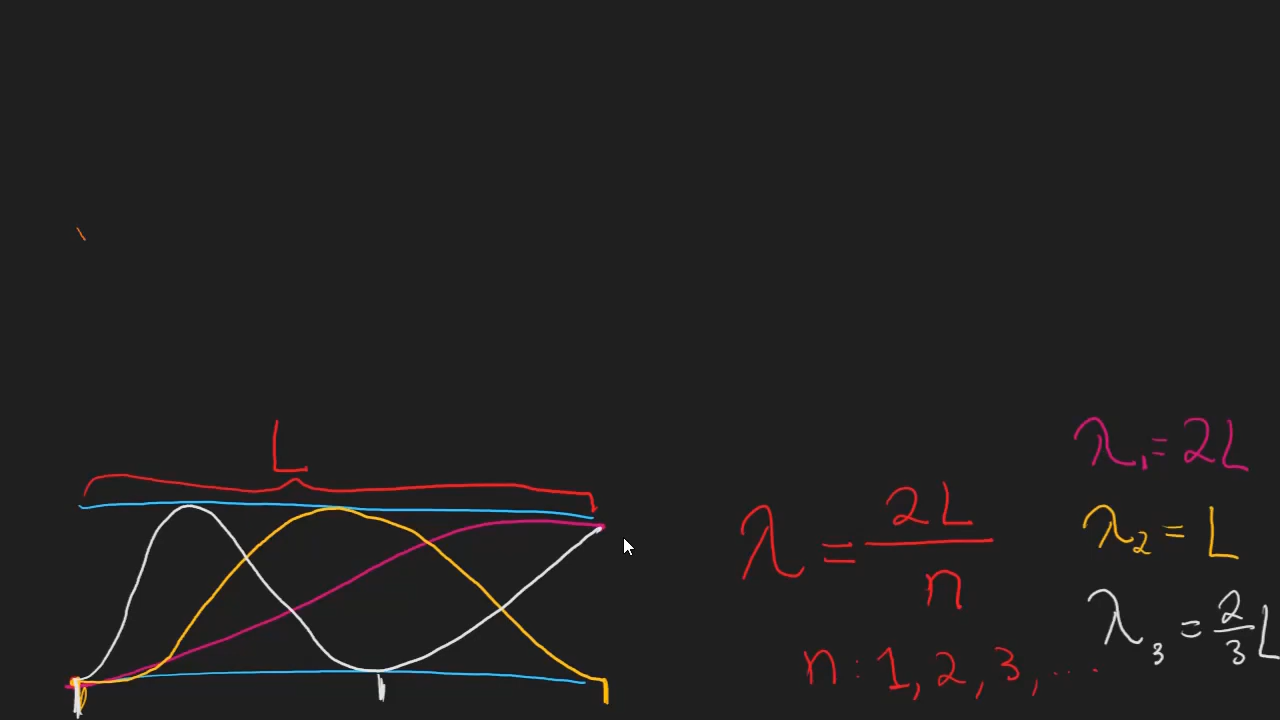 L
λ = 2L/n
n : 1, 2, 3, ...
λ₁ = 2L
λ₂ = L
λ₃ = 2/3 L